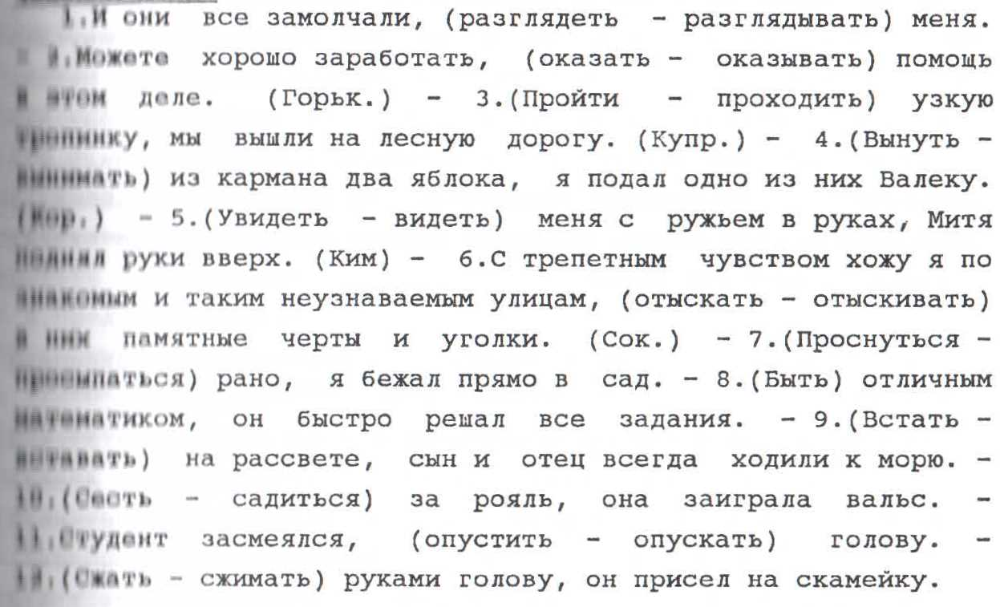 1.И они все замолчали, (разглядеть - разглядывать) меня.
Можете хорошо заработать, (оказать - оказывать) помощь
в этом деле. (Горьк.) - 3.(Пройти - проходить) узкую
тропинку, мы вышли на лесную дорогу. (Купр.) - 4.(Вынуть -
вынимать) из кармана два яблока, я подал одно из них Валеку.
(Кор.) - 5.(Увидеть - видеть) меня с ружьем в руках, Митя
поднял руки вверх. (Ким) - 6.С трепетным чувством хожу я по
знакомым и таким неузнаваемым улицам, (отыскать - отыскивать)
в них памятные черты и уголки. (Сок.) - 7.(Проснуться -
просыпаться) рано, я бежал прямо в сад. - 8.(Быть) отличным
математиком, он быстро решал все задания. - 9.(Встать -
вставать) на рассвете, сын и отец всегда ходили к морю. -
10.(Сесть - садиться) за рояль, она заиграла вальс. -
11.Студент засмеялся, (опустить - опускать) голову. -
12.(Сжать - сжимать) руками голову, он присел на скамейку.